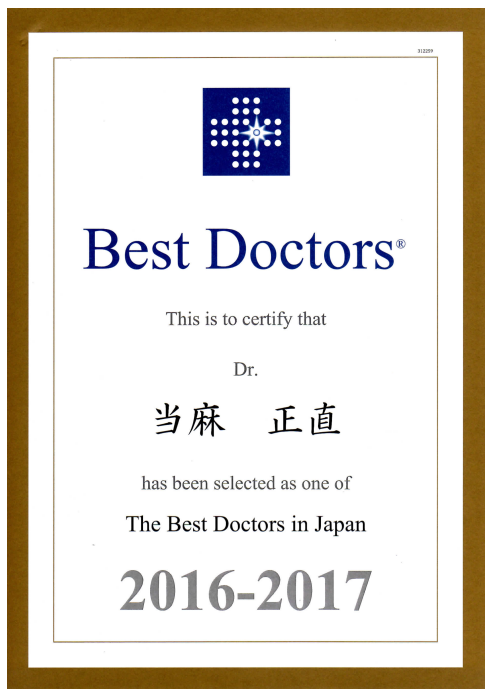 012259
Best Doctors®
This is to certify that
Dr.
当麻　正直
has been selected as one of
The Best Doctors in Japan
2016-2017